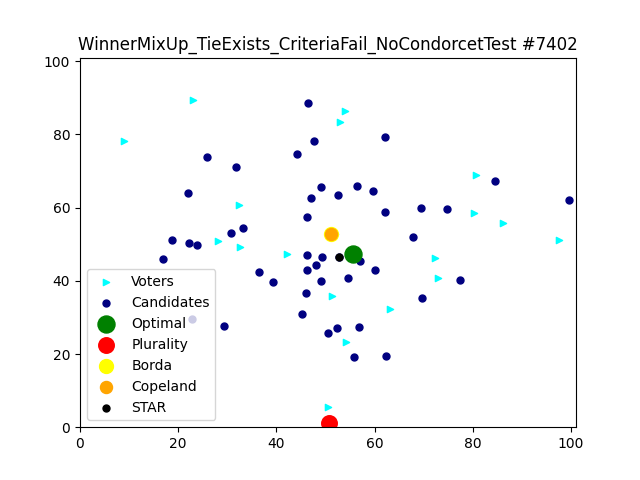 WinnerMixUp_TieExists_CriteriaFail_NoCondorcetTest #7402
100
80
60
40
20
0
Voters
Candidates
Optimal
Plurality
Borda
Copeland
STAR
0 20 40 60 80 100